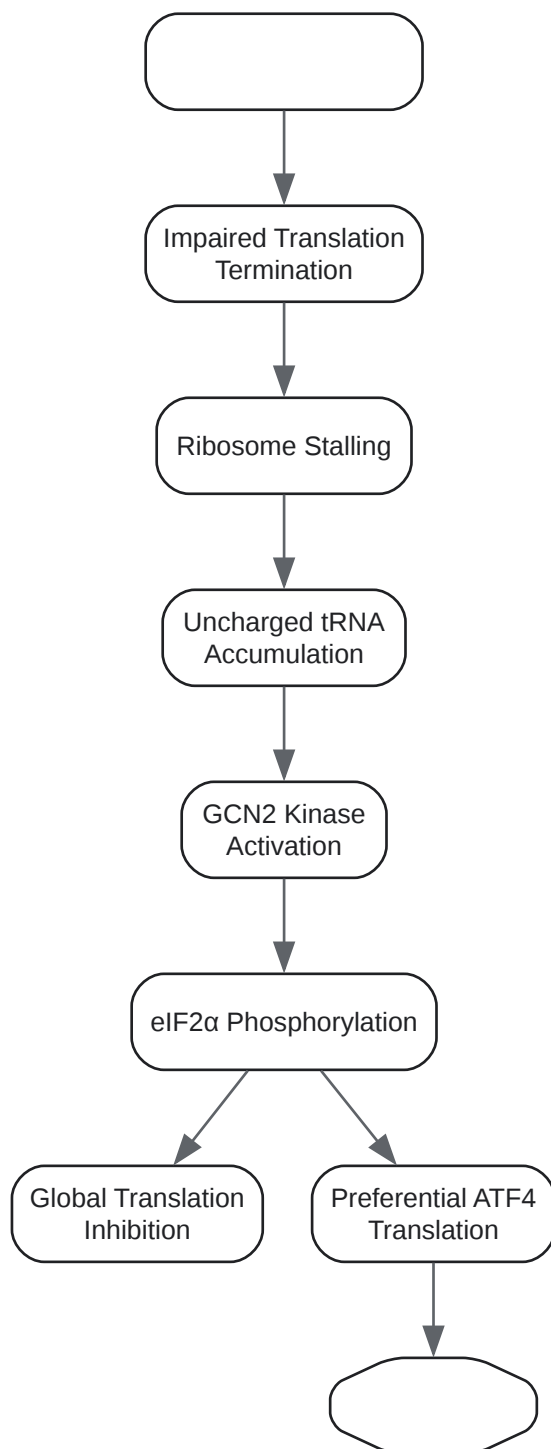 Impaired Translation
Termination
Ribosome Stalling
Uncharged tRNA
Accumulation
GCN2 Kinase
Activation
eIF2α Phosphorylation
Global Translation
Inhibition
Preferential ATF4
Translation